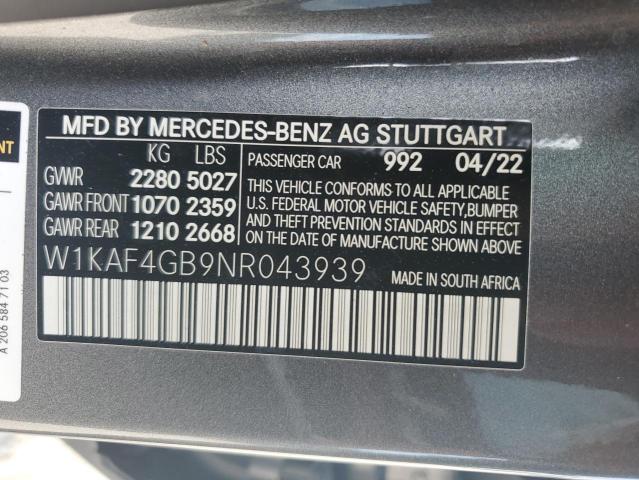 MFD BY MERCEDES-BENZ AG STUTTGART
KG LBS
GVWR 2280 5027
GAWR FRONT 1070 2359
GAWR REAR 1210 2668
PASSENGER CAR 992 04/22
THIS VEHICLE CONFORMS TO ALL APPLICABLE
U.S. FEDERAL MOTOR VEHICLE SAFETY,BUMPER
AND THEFT PREVENTION STANDARDS IN EFFECT
ON THE DATE OF MANUFACTURE SHOWN ABOVE.
W1KAF4GB9NR043939 MADE IN SOUTH AFRICA
A 206 584 71 03